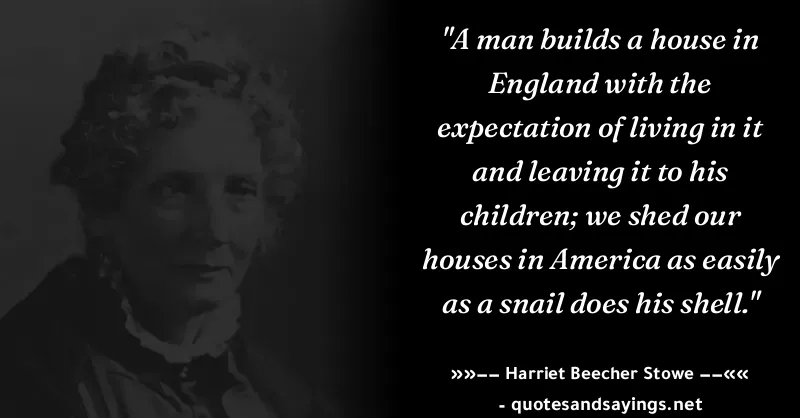 "A man builds a house in
England with the
expectation of living in it
and leaving it to his
children; we shed our
houses in America as easily
as a snail does his shell."
»»–– Harriet Beecher Stowe ––««
- quotesandsayings.net